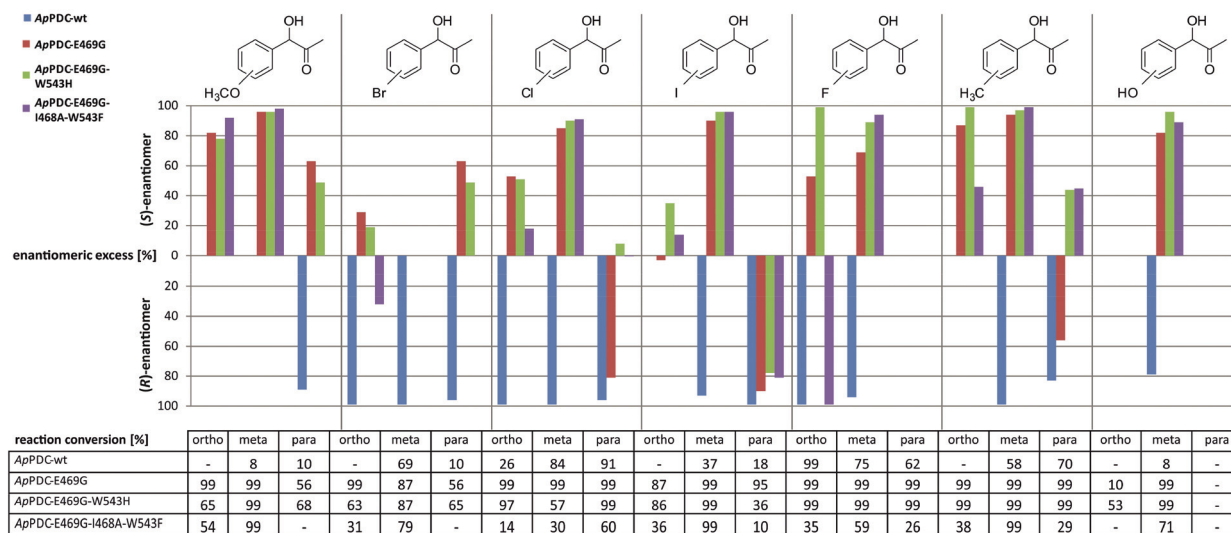 ApPDC-wt
ApPDC-E469G
ApPDC-E469G-
W543H
ApPDC-E469G-
I468A-W543F
OH OH OH OH OH OH OH
O O O O O O O
H3CO Br Cl I F H3C HO
100
80
60
40
20
0
20
40
60
80
100
(S)-enantiomer
enantiomeric excess [%]
(R)-enantiomer
reaction conversion [%] ortho meta para ortho meta para ortho meta para ortho meta para ortho meta para ortho meta para ortho meta para
ApPDC-wt - 8 10 - 69 10 26 84 91 - 37 18 99 75 62 - 58 70 - 8 -
ApPDC-E469G 99 99 56 99 87 56 99 99 99 87 99 95 99 99 99 99 99 99 10 99 -
ApPDC-E469G-W543H 65 99 68 63 87 65 97 57 99 86 99 36 99 99 99 99 99 99 53 99 -
ApPDC-E469G-I468A-W543F 54 99 - 31 79 - 14 30 60 36 99 10 35 59 26 38 99 29 - 71 -